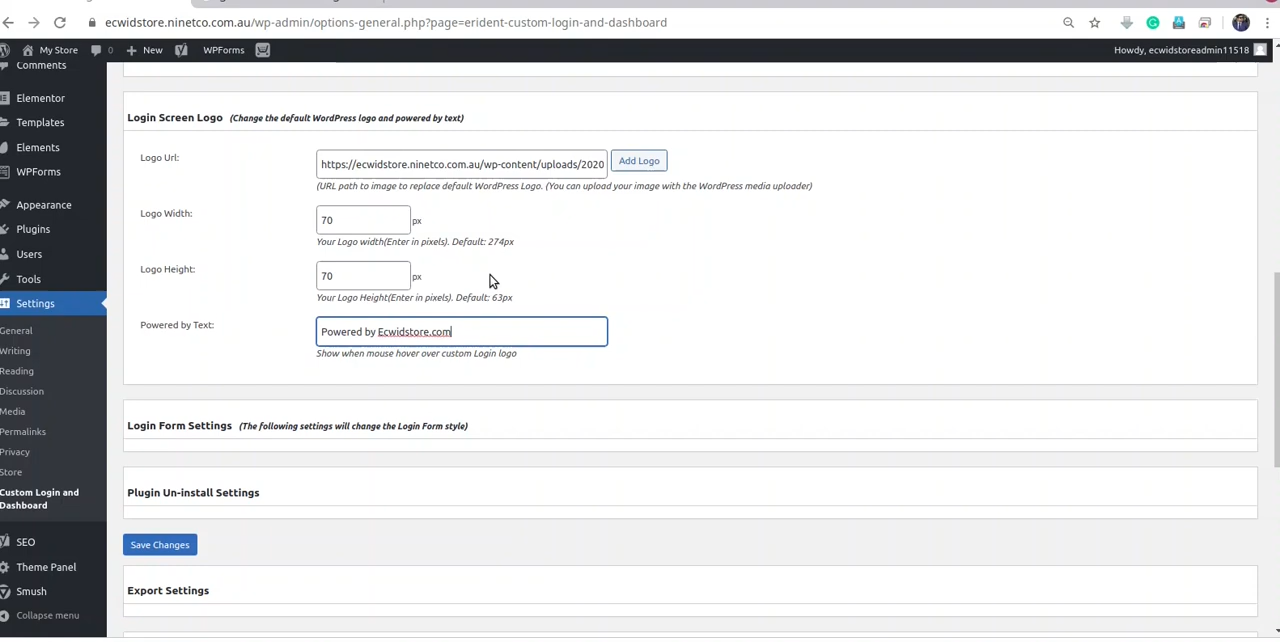 ecwidstore.ninetco.com.au/wp-admin/options-general.php?page=erident-custom-login-and-dashboard
My Store 0 New WPForms Howdy, ecwidstoreadmin11518
Comments
Elementor
Templates
Elements
WPForms
Appearance
Plugins
Users
Tools
Settings
General
Writing
Reading
Discussion
Media
Permalinks
Privacy
Store
Custom Login and
Dashboard
SEO
Theme Panel
Smush
Collapse menu
Login Screen Logo (Change the default WordPress logo and powered by text)
Logo Url: https://ecwidstore.ninetco.com.au/wp-content/uploads/2020 Add Logo
(URL path to image to replace default WordPress Logo. (You can upload your image with the WordPress media uploader)
Logo Width: 70 px
Your Logo width(Enter in pixels). Default: 274px
Logo Height: 70 px
Your Logo Height(Enter in pixels). Default: 63px
Powered by Text: Powered by Ecwidstore.com
Show when mouse hover over custom Login logo
Login Form Settings (The following settings will change the Login Form style)
Plugin Un-install Settings
Save Changes
Export Settings